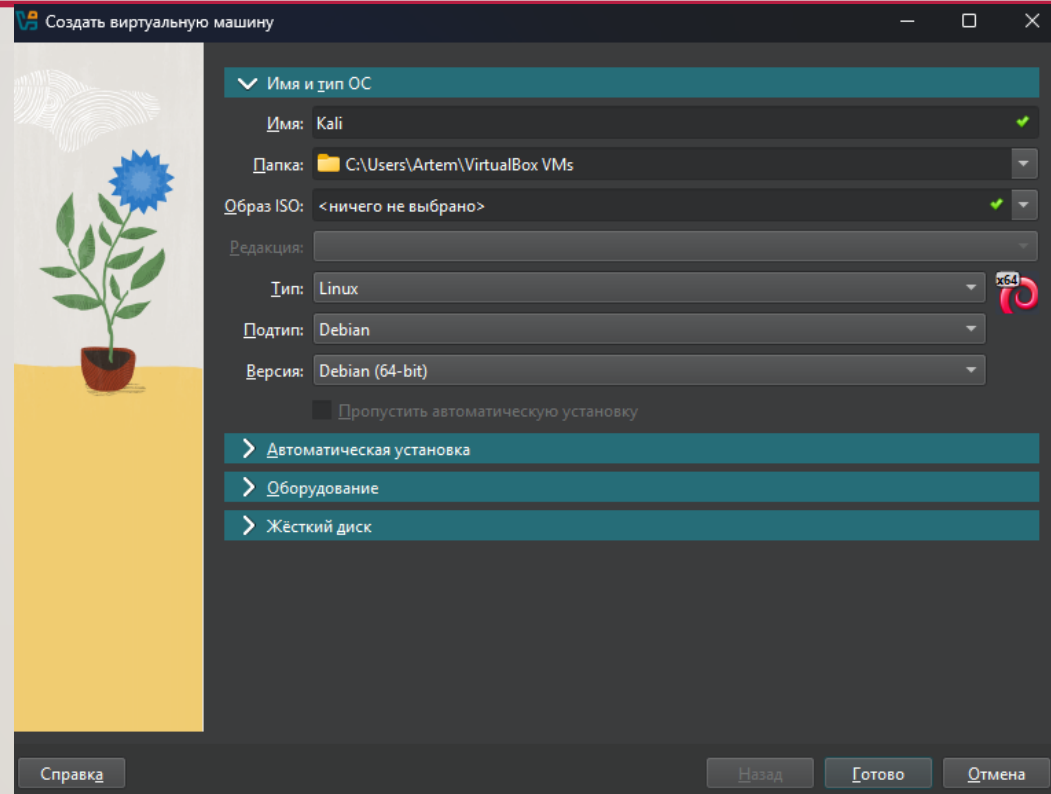 Создать виртуальную машину
Имя и тип ОС
Имя: Kali
Папка: C:\Users\Artem\VirtualBox VMs
Образ ISO: <ничего не выбрано>
Редакция:
Тип: Linux
x64
Подтип: Debian
Версия: Debian (64-bit)
Пропустить автоматическую установку
Автоматическая установка
Оборудование
Жёсткий диск
Справка Назад Готово Отмена